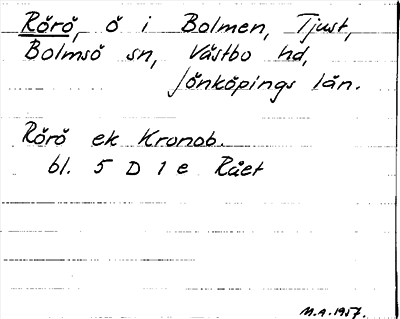 Rörö, ö i Bolmen, Tjust,
Bolmsö sn, Västbo hd,
Jönköpings län.
Rörö ek Kronob.
bl. 5 D 1 e Rået
M.A. 1957.